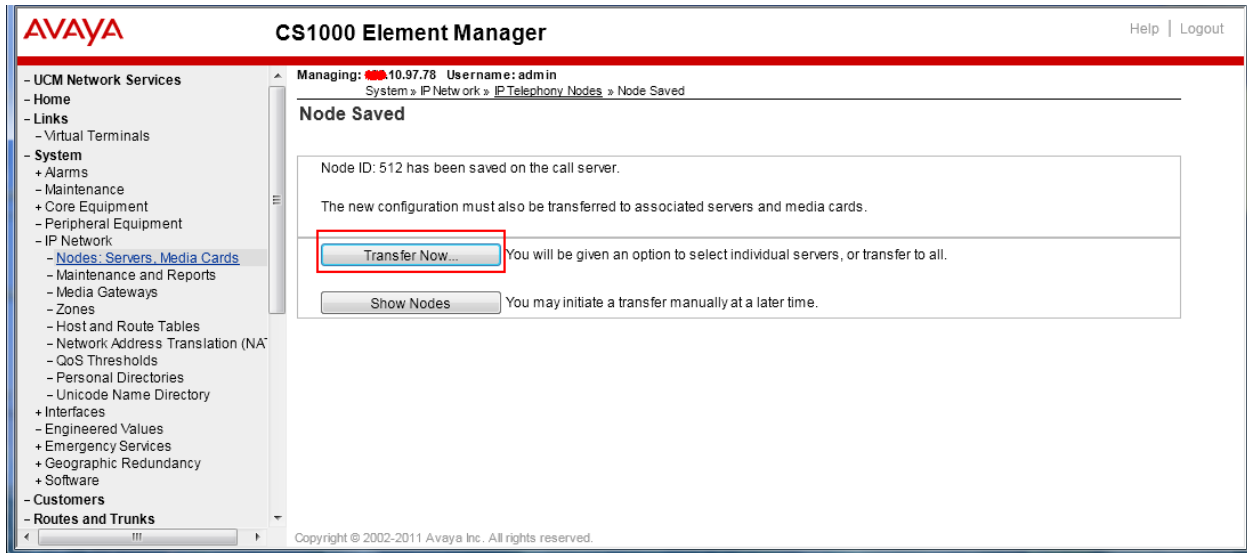 AVAYA
CS1000 Element Manager
Help | Logout
– UCM Network Services
– Home
– Links
– Virtual Terminals
– System
+ Alarms
– Maintenance
+ Core Equipment
– Peripheral Equipment
– IP Network
– Nodes: Servers, Media Cards
– Maintenance and Reports
– Media Gateways
– Zones
– Host and Route Tables
– Network Address Translation (NAT
– QoS Thresholds
– Personal Directories
– Unicode Name Directory
+ Interfaces
– Engineered Values
+ Emergency Services
+ Geographic Redundancy
+ Software
– Customers
– Routes and Trunks
Managing: .10.97.78 Username: admin
System » IP Network » IP Telephony Nodes » Node Saved
Node Saved
Node ID: 512 has been saved on the call server.
The new configuration must also be transferred to associated servers and media cards.
Transfer Now... You will be given an option to select individual servers, or transfer to all.
Show Nodes You may initiate a transfer manually at a later time.
Copyright © 2002-2011 Avaya Inc. All rights reserved.